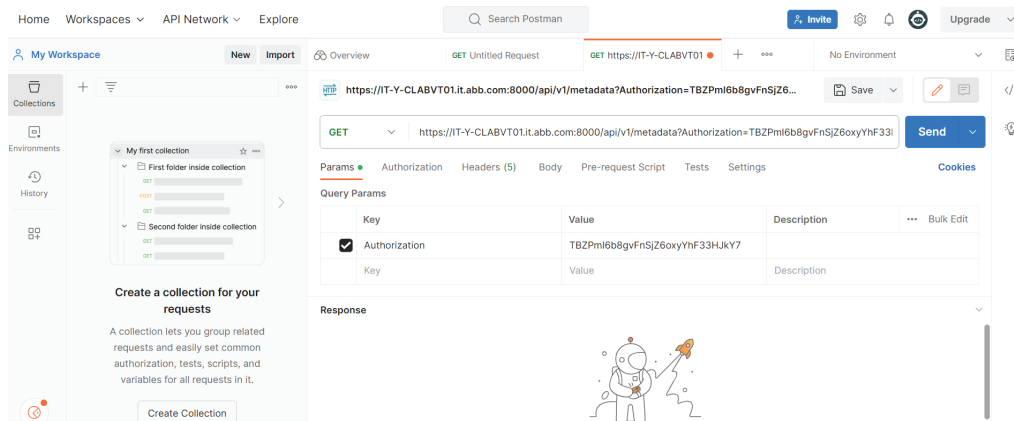 Home Workspaces API Network Explore Search Postman Invite Upgrade
My Workspace New Import Overview GET Untitled Request GET https://IT-Y-CLABVT01 No Environment
Collections
Environments
History
My first collection
First folder inside collection
GET
POST
GET
Second folder inside collection
GET
GET
Create a collection for your
requests
A collection lets you group related
requests and easily set common
authorization, tests, scripts, and
variables for all requests in it.
Create Collection
HTTP https://IT-Y-CLABVT01.it.abb.com:8000/api/v1/metadata?Authorization=TBZPmI6b8gvFnSjZ6... Save
GET https://IT-Y-CLABVT01.it.abb.com:8000/api/v1/metadata?Authorization=TBZPmI6b8gvFnSjZ6oxyYhF33 Send
Params Authorization Headers (5) Body Pre-request Script Tests Settings Cookies
Query Params
Key Value Description Bulk Edit
Authorization TBZPmI6b8gvFnSjZ6oxyYhF33HJkY7
Key Value Description
Response